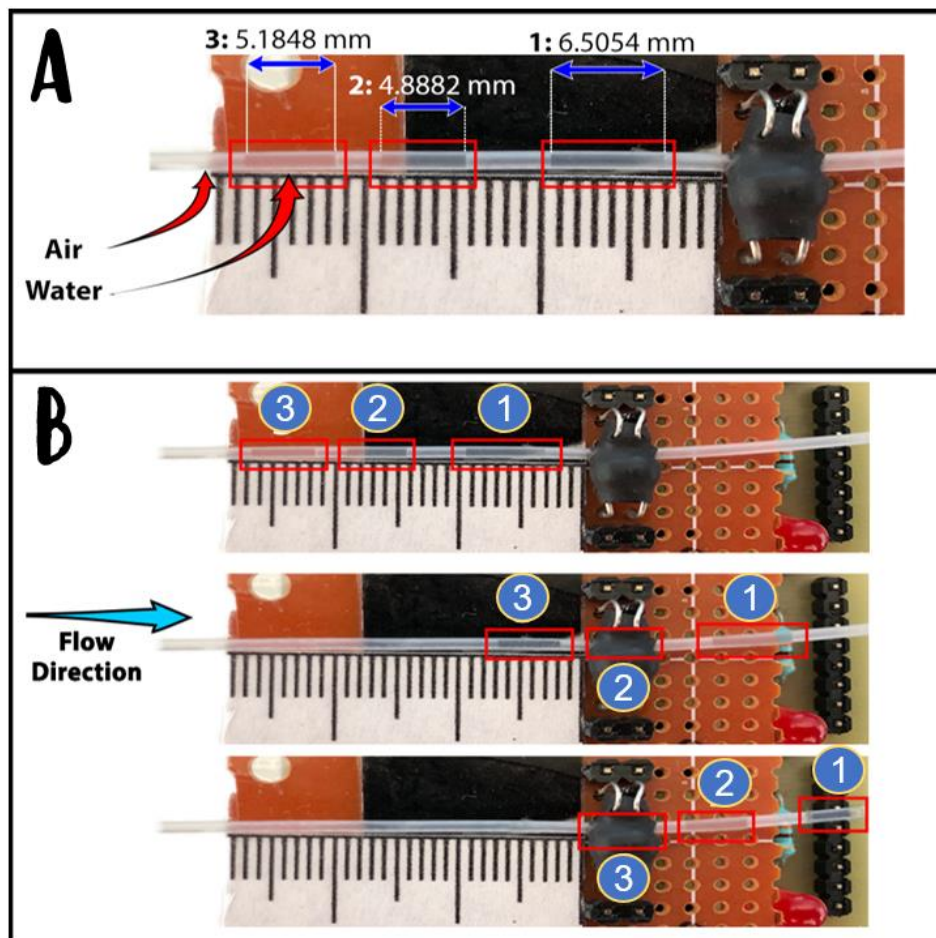 A
3: 5.1848 mm
1: 6.5054 mm
2: 4.8882 mm
Air
Water
B
3
2
1
3
1
Flow
Direction
2
1
2
3